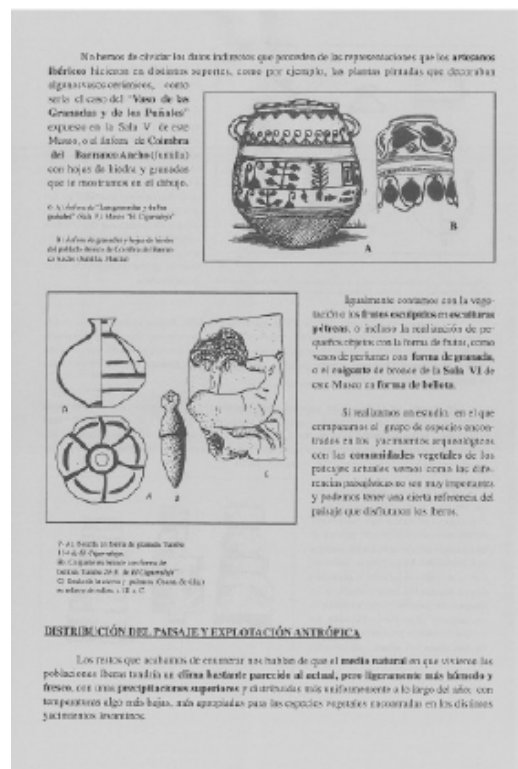 No hemos de olvidar los datos indirectos que proceden de las representaciones que los artesanos
Ibéricos hicieron en distintos soportes, como por ejemplo, las plantas pintadas que decoraban
algunos vasos cerámicos, como
sería el caso del "Vaso de las
Granadas y de los Puñales"
expuesto en la Sala V de este
Museo, o el ánfora de Coimbra
del Barranco Ancho (Jumilla)
con hojas de hiedra y granadas
que te mostramos en el dibujo.
A
B
Igualmente contamos con la vege-
tación o los frutos esculpidos en esculturas
pétreas, o incluso la realización de pe-
queños objetos con la forma de frutas, como
vasos de perfumes con forma de granada,
o el colgante de bronce de la Sala VI de
este Museo en forma de bellota.
Si realizamos un estudio en el que
comparamos el grupo de especies encon-
trados en los yacimientos arqueológicos
con las comunidades vegetales de los
paisajes actuales vemos como las dife-
rencias paisajísticas no son muy importantes
y podemos tener una cierta referencia del
paisaje que disfrutaron los Iberos.
A
B
C
DISTRIBUCIÓN DEL PAISAJE Y EXPLOTACIÓN ANTRÓPICA
Los restos que acabamos de enumerar nos hablan de que el medio natural en que vivieron las
poblaciones iberas tendría un clima bastante parecido al actual, pero ligeramente más húmedo y
fresco, con unas precipitaciones superiores y distribuidas más uniformemente a lo largo del año; con
temperaturas algo más bajas, más apropiadas para las especies vegetales encontradas en los distintos
yacimientos